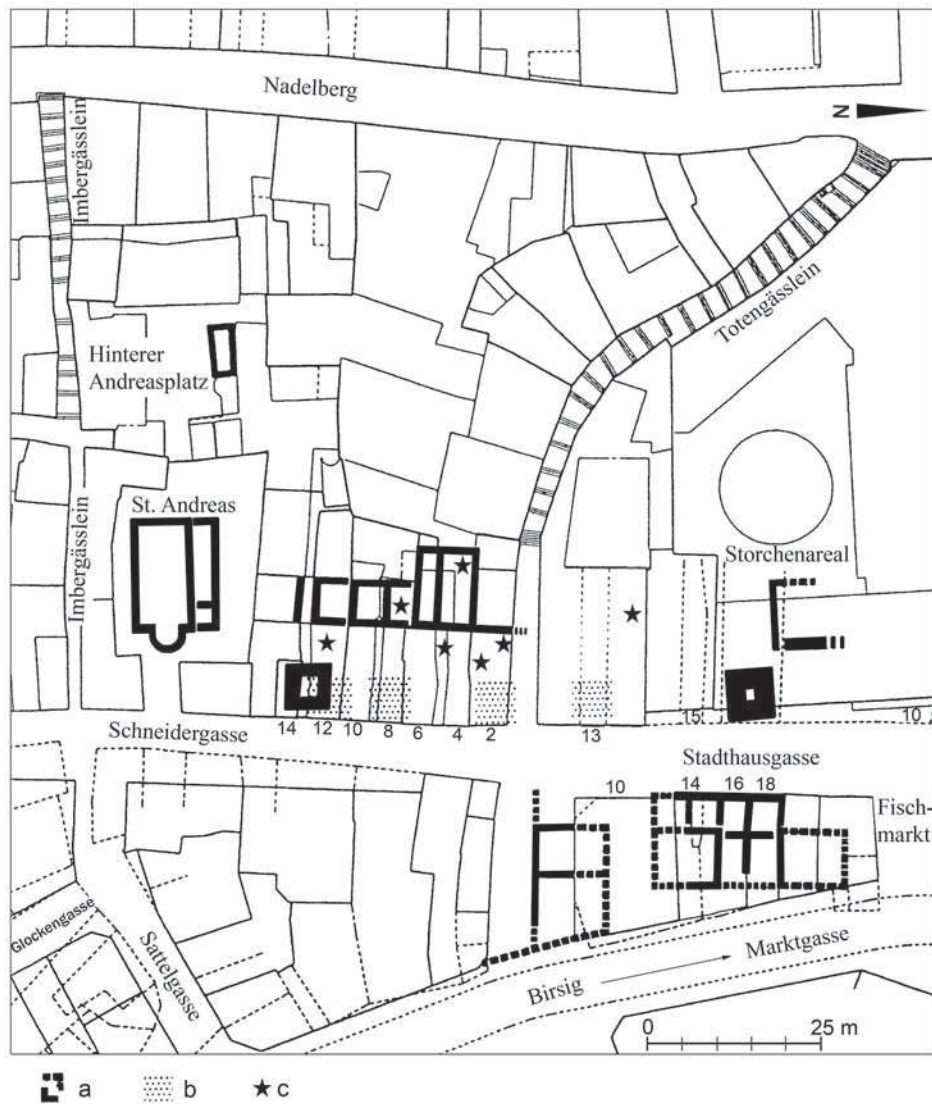 Nadelberg
N
Imbergässlein
Totengässlein
Hinterer
Andreasplatz
St. Andreas
Imbergässlein
Storchenareal
14 12 10 8 6 4 2 13 15 10
Schneidergasse
Stadthausgasse
10 14 16 18
Fisch-
markt
Glockengasse
Sattelgasse
Birsig
Marktgasse
0 25 m
a b c